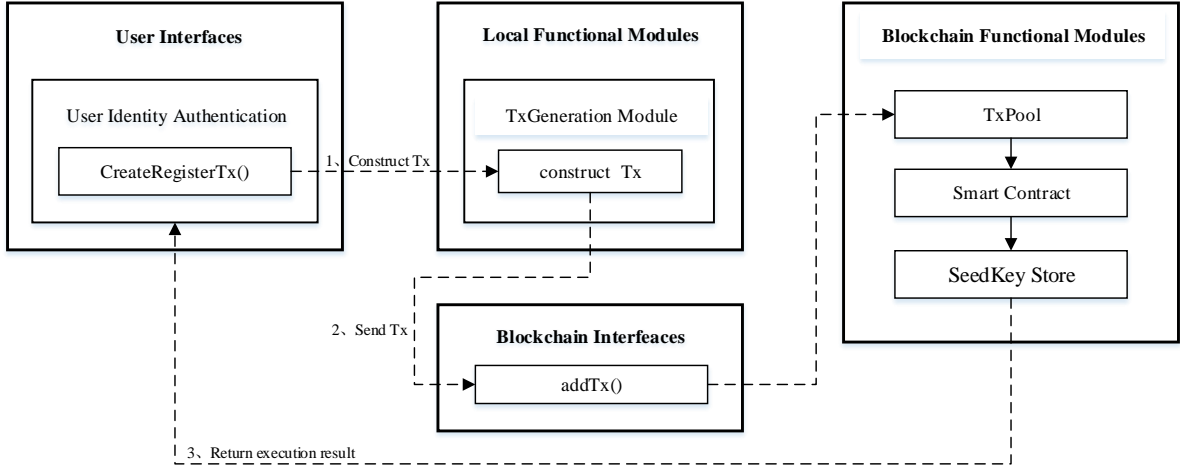 User Interfaces
User Identity Authentication
CreateRegisterTx()
1、Construct Tx
Local Functional Modules
TxGeneration Module
construct Tx
2、Send Tx
Blockchain Interfeaces
addTx()
Blockchain Functional Modules
TxPool
Smart Contract
SeedKey Store
3、Return execution result